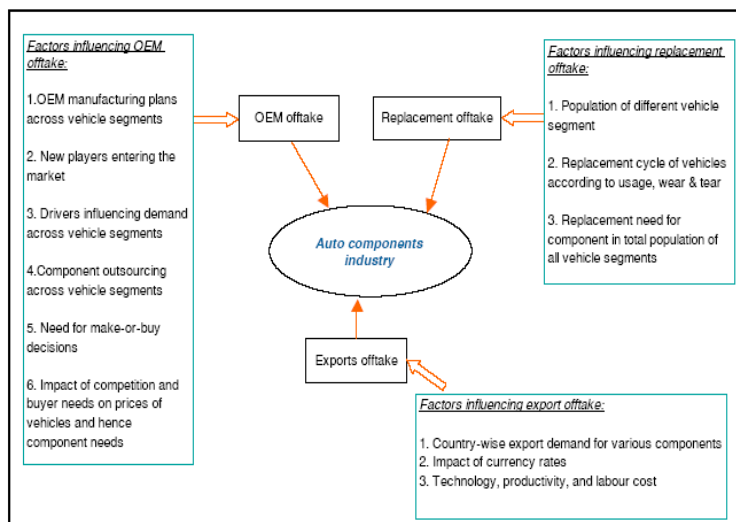 Factors influencing OEM
offtake:
1.OEM manufacturing plans
across vehicle segments
2. New players entering the
market
3. Drivers influencing demand
across vehicle segments
4.Component outsourcing
across vehicle segments
5. Need for make-or-buy
decisions
6. Impact of competition and
buyer needs on prices of
vehicles and hence
component needs
OEM offtake
Replacement offtake
Factors influencing replacement
offtake:
1. Population of different vehicle
segment
2. Replacement cycle of vehicles
according to usage, wear & tear
3. Replacement need for
component in total population of
all vehicle segments
Auto components
industry
Exports offtake
Factors influencing export offtake:
1. Country-wise export demand for various components
2. Impact of currency rates
3. Technology, productivity, and labour cost